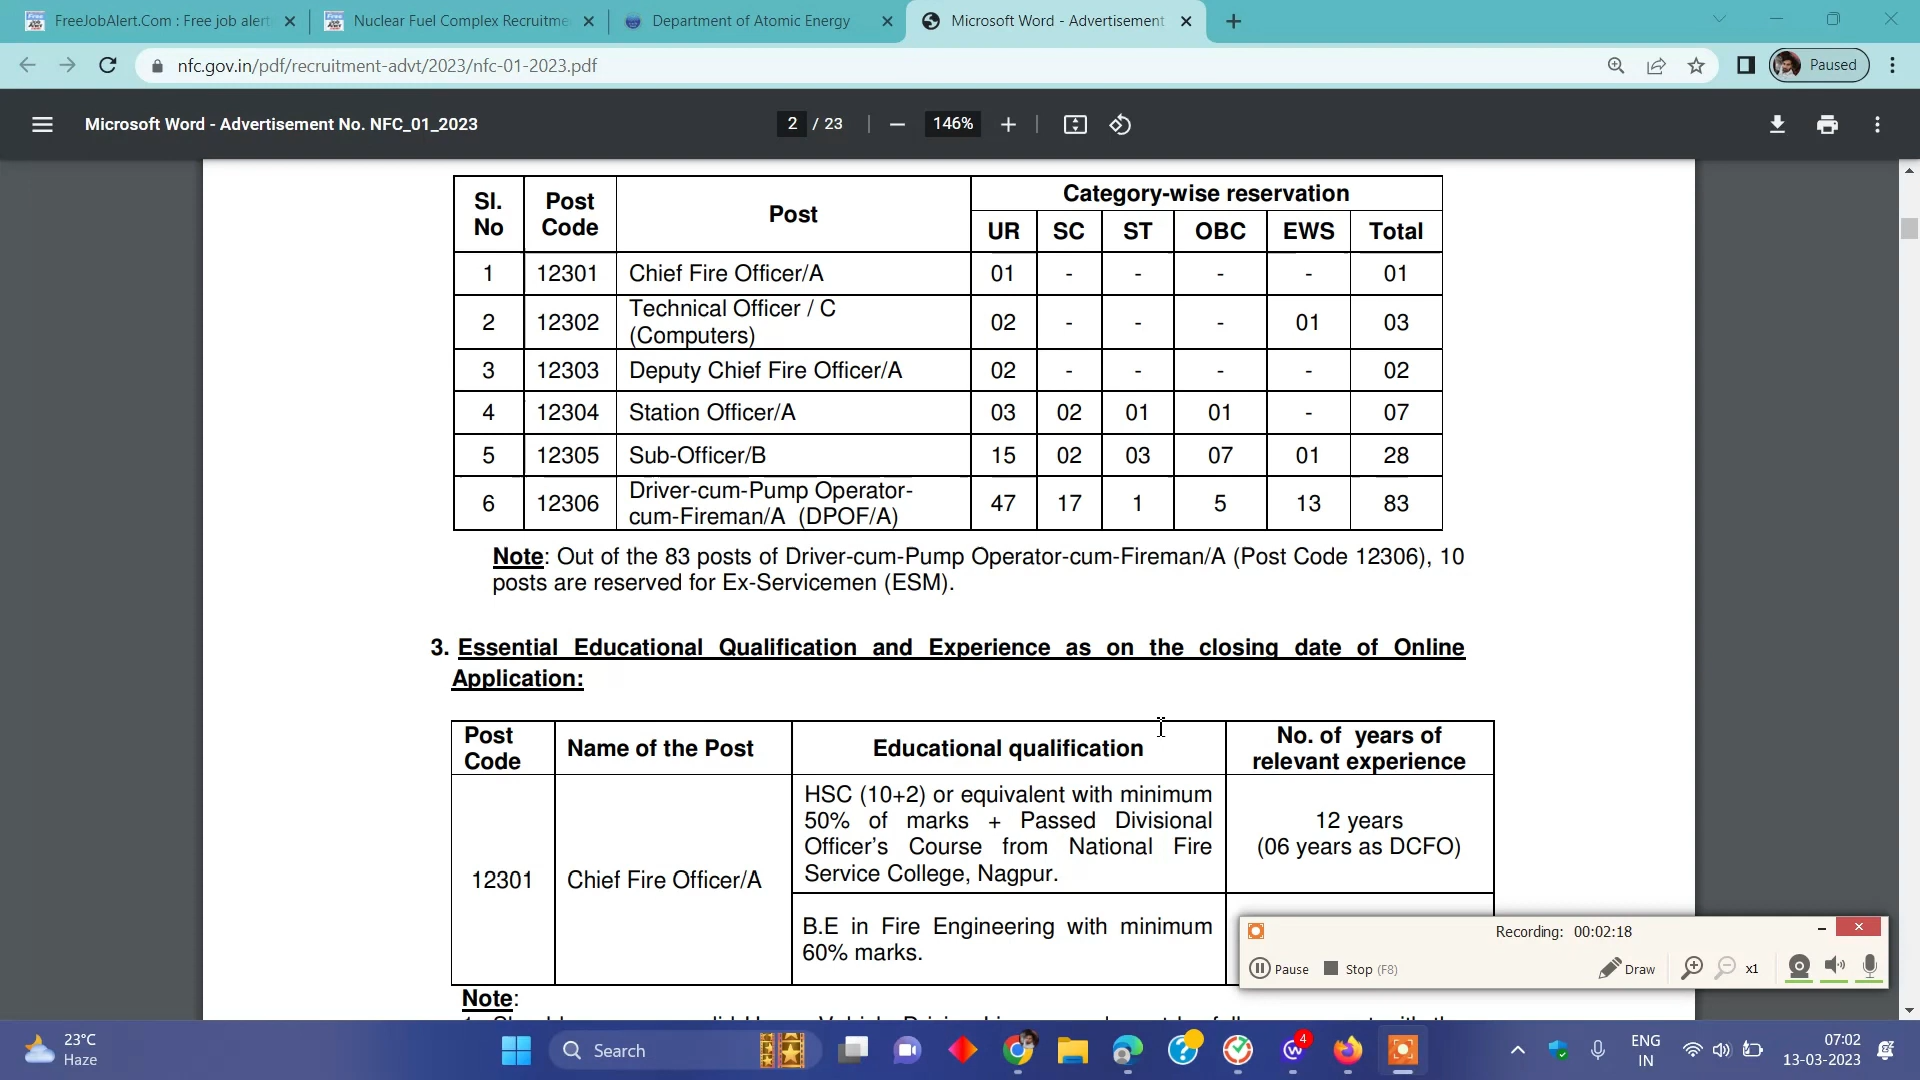 FreeJobAlert.Com : Free job alert
Nuclear Fuel Complex Recruitme
Department of Atomic Energy
Microsoft Word - Advertisement
nfc.gov.in/pdf/recruitment-advt/2023/nfc-01-2023.pdf
Paused
Microsoft Word - Advertisement No. NFC_01_2023
2 / 23
146%
Sl. No Post Code Post Category-wise reservation
UR SC ST OBC EWS Total
1 12301 Chief Fire Officer/A 01 - - - - 01
2 12302 Technical Officer / C (Computers) 02 - - - 01 03
3 12303 Deputy Chief Fire Officer/A 02 - - - - 02
4 12304 Station Officer/A 03 02 01 01 - 07
5 12305 Sub-Officer/B 15 02 03 07 01 28
6 12306 Driver-cum-Pump Operator-cum-Fireman/A (DPOF/A) 47 17 1 5 13 83
Note: Out of the 83 posts of Driver-cum-Pump Operator-cum-Fireman/A (Post Code 12306), 10
posts are reserved for Ex-Servicemen (ESM).
3. Essential Educational Qualification and Experience as on the closing date of Online
Application:
Post Code Name of the Post Educational qualification No. of years of relevant experience
12301 Chief Fire Officer/A
HSC (10+2) or equivalent with minimum
50% of marks + Passed Divisional
Officer's Course from National Fire
Service College, Nagpur.
12 years
(06 years as DCFO)
B.E in Fire Engineering with minimum
60% marks.
Note:
Recording: 00:02:18
Pause Stop (F8) Draw x1
23°C
Haze
Search
4
ENG
IN
07:02
13-03-2023